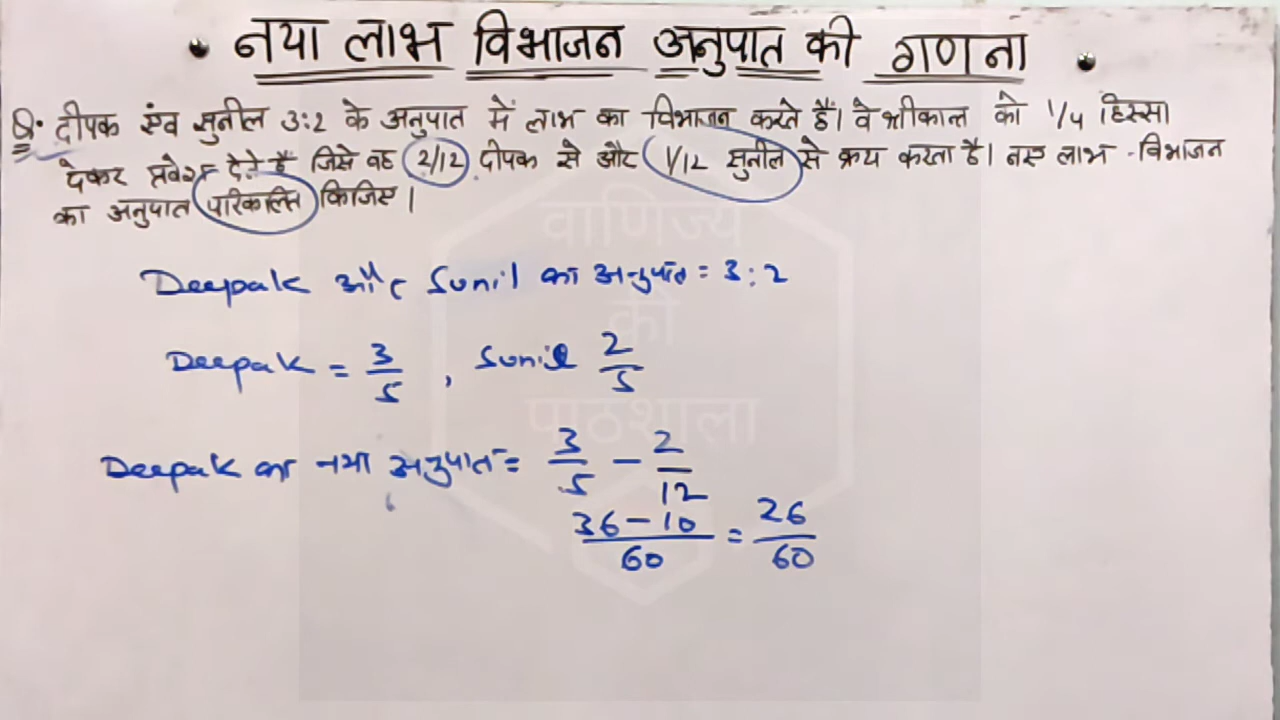 • नया लाभ विभाजन अनुपात की गणना •
Q. दीपक एंव सुनील 3:2 के अनुपात में लाभ का विभाजन करते हैं। वे श्रीकान्त को 1/4 हिस्सा
देकर प्रवेश देते हैं जिसे वह 2/12 दीपक से और 1/12 सुनील से क्रय करता है। नए लाभ-विभाजन
का अनुपात परिकलित किजिए।
वाणिज्य
की
पाठशाला
Deepak और Sunil का अनुपात = 3:2
Deepak = 3/5, Sunil 2/5
Deepak का नया अनुपात = 3/5 - 2/12
36-10/60 = 26/60